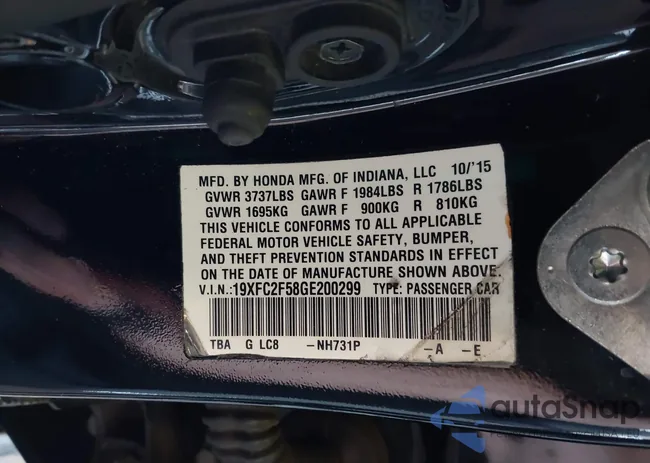 MFD. BY HONDA MFG. OF INDIANA, LLC 10/'15
GVWR 3737LBS GAWR F 1984LBS R 1786LBS
GVWR 1695KG GAWR F 900KG R 810KG
THIS VEHICLE CONFORMS TO ALL APPLICABLE
FEDERAL MOTOR VEHICLE SAFETY, BUMPER,
AND THEFT PREVENTION STANDARDS IN EFFECT
ON THE DATE OF MANUFACTURE SHOWN ABOVE.
V.I.N.:19XFC2F58GE200299 TYPE: PASSENGER CAR
TBA G LC8 -NH731P -A -E
autoSnap